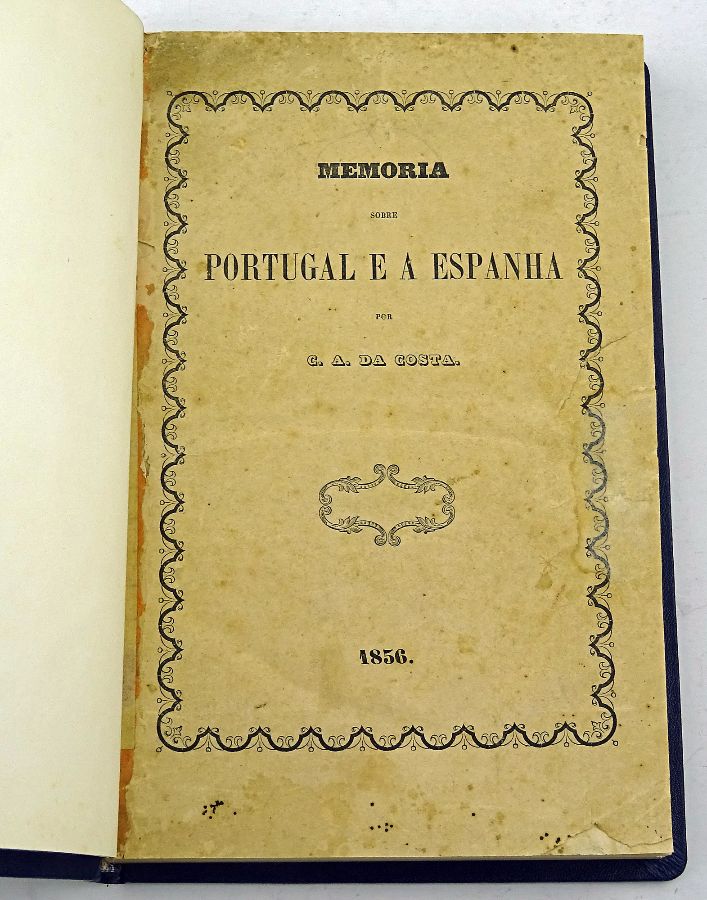 MEMORIA
SOBRE
PORTUGAL E A ESPANHA
POR
C. A. DA COSTA.
1856.